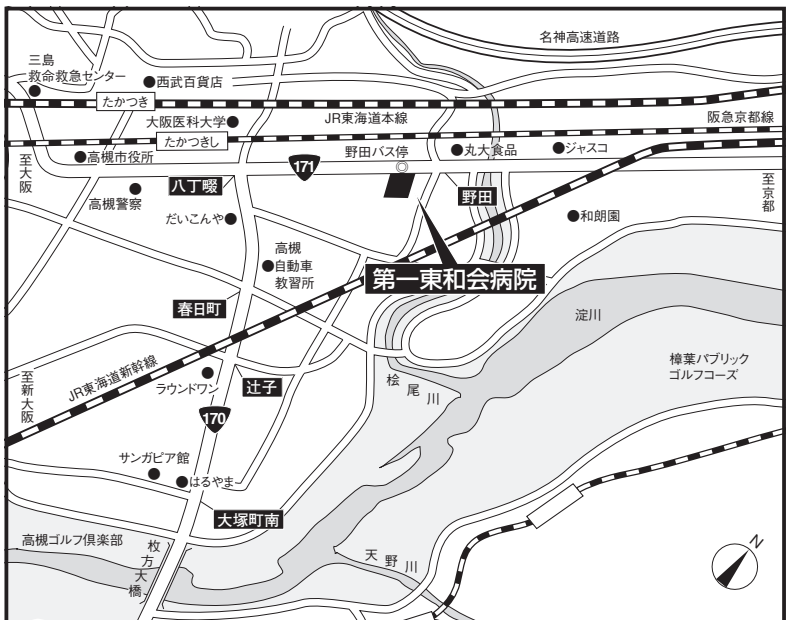 名神高速道路
三島
救命救急センター
西武百貨店
たかつき
大阪医科大学
JR東海道本線
阪急京都線
たかつきし
高槻市役所
野田バス停
丸大食品
ジャスコ
至大阪
171
至京都
八丁畷
高槻警察
野田
だいこんや
和朗園
高槻
自動車
教習所
第一東和会病院
春日町
淀川
JR東海道新幹線
樟葉パブリック
ゴルフコーズ
至新大阪
ラウンドワン
辻子
桧尾川
170
サンガピア館
はるやま
大塚町南
高槻ゴルフ倶楽部
枚方大橋
天野川
N